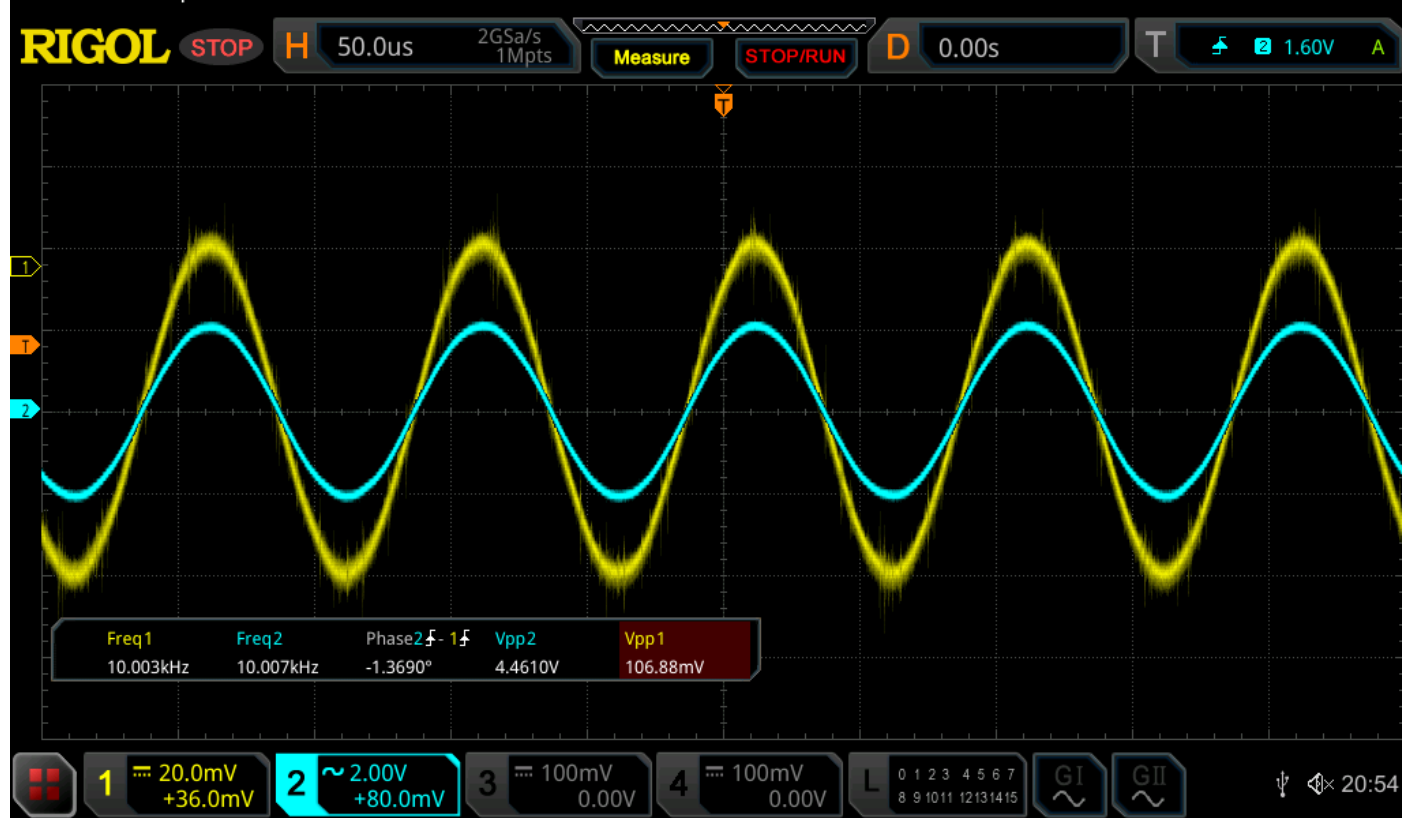 RIGOL STOP H 50.0us 2GSa/s 1Mpts Measure STOP/RUN D 0.00s T 2 1.60V A
T
1
T
2
Freq1 Freq2 Phase2 - 1 Vpp2 Vpp1
10.003kHz 10.007kHz -1.3690° 4.4610V 106.88mV
1 20.0mV 2 2.00V 3 100mV 4 100mV L 0 1 2 3 4 5 6 7 GI GII
+36.0mV +80.0mV 0.00V 0.00V 8 9 10 11 12 13 14 15 20:54